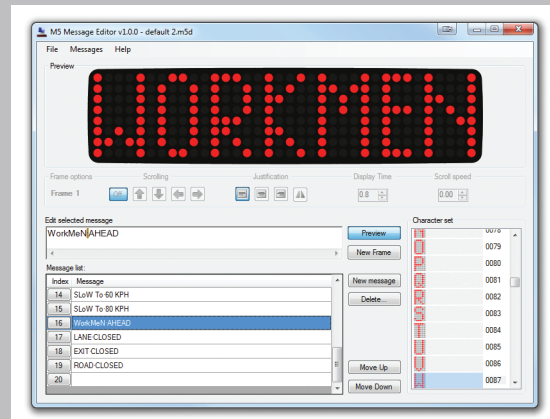 M5 Message Editor v1.0.0 - default 2.m5d
File Messages Help
Preview
WORKMEN
Frame options Scrolling Justification Display Time Scroll speed
Frame 1 Off 0.8 0.00
Edit selected message Character set
WorkMeN AHEAD
Preview
New Frame
Message list:
Index Message
14 SLoW To 60 KPH
15 SLoW To 80 KPH
16 WorkMeN AHEAD
17 LANE CLOSED
18 EXIT CLOSED
19 ROAD CLOSED
20
New message
Delete...
Move Up
Move Down
0078
O 0079
P 0080
Q 0081
R 0082
S 0083
T 0084
U 0085
V 0086
W 0087